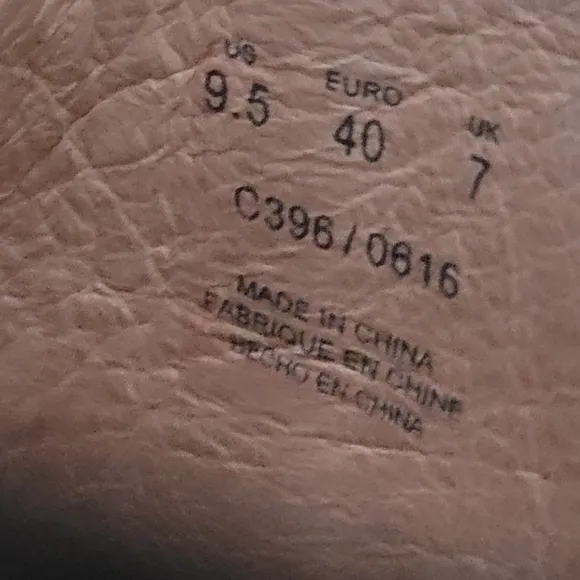 US EURO UK
9.5 40 7
C396/0616
MADE IN CHINA
FABRIQUE EN CHINE
HECHO EN CHINA